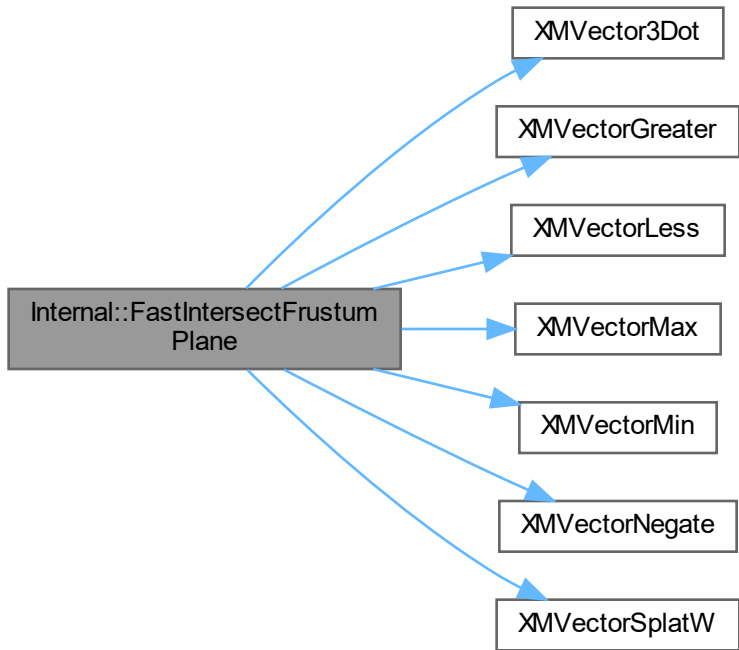 XMVector3Dot
XMVectorGreater
XMVectorLess
Internal::FastIntersectFrustum
Plane
XMVectorMax
XMVectorMin
XMVectorNegate
XMVectorSplatW